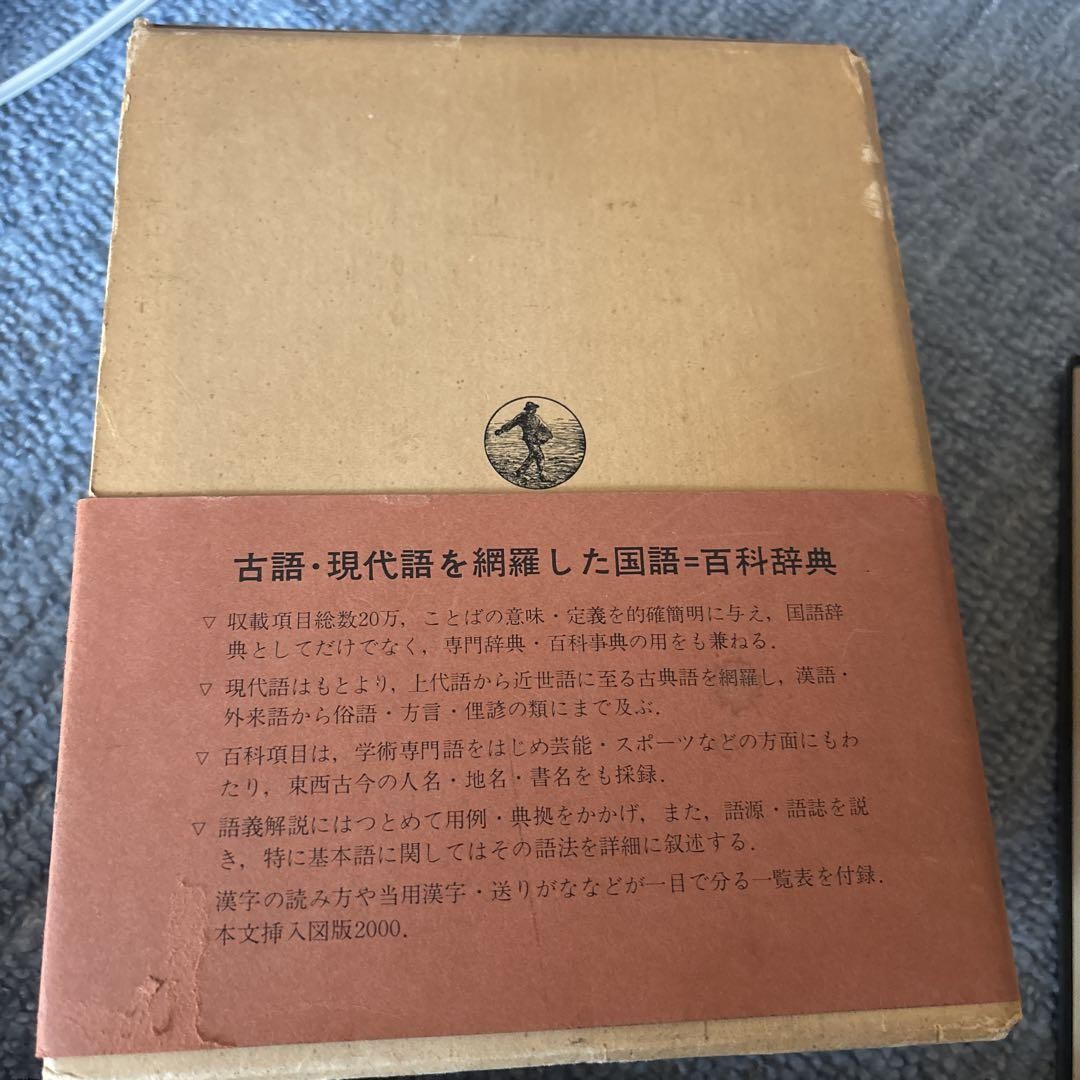 古語・現代語を網羅した国語=百科辞典
▽ 収載項目総数20万，ことばの意味・定義を的確簡明に与え，国語辞
典としてだけでなく，専門辞典・百科事典の用をも兼ねる．
▽ 現代語はもとより，上代語から近世語に至る古典語を網羅し，漢語・
外来語から俗語・方言・俚諺の類にまで及ぶ．
▽ 百科項目は，学術専門語をはじめ芸能・スポーツなどの方面にもわ
たり，東西古今の人名・地名・書名をも採録．
▽ 語義解説にはつとめて用例・典拠をかかげ，また，語源・語誌を説
き，特に基本語に関してはその語法を詳細に叙述する．
漢字の読み方や当用漢字・送りがななどが一目で分る一覧表を付録．
本文挿入図版2000．